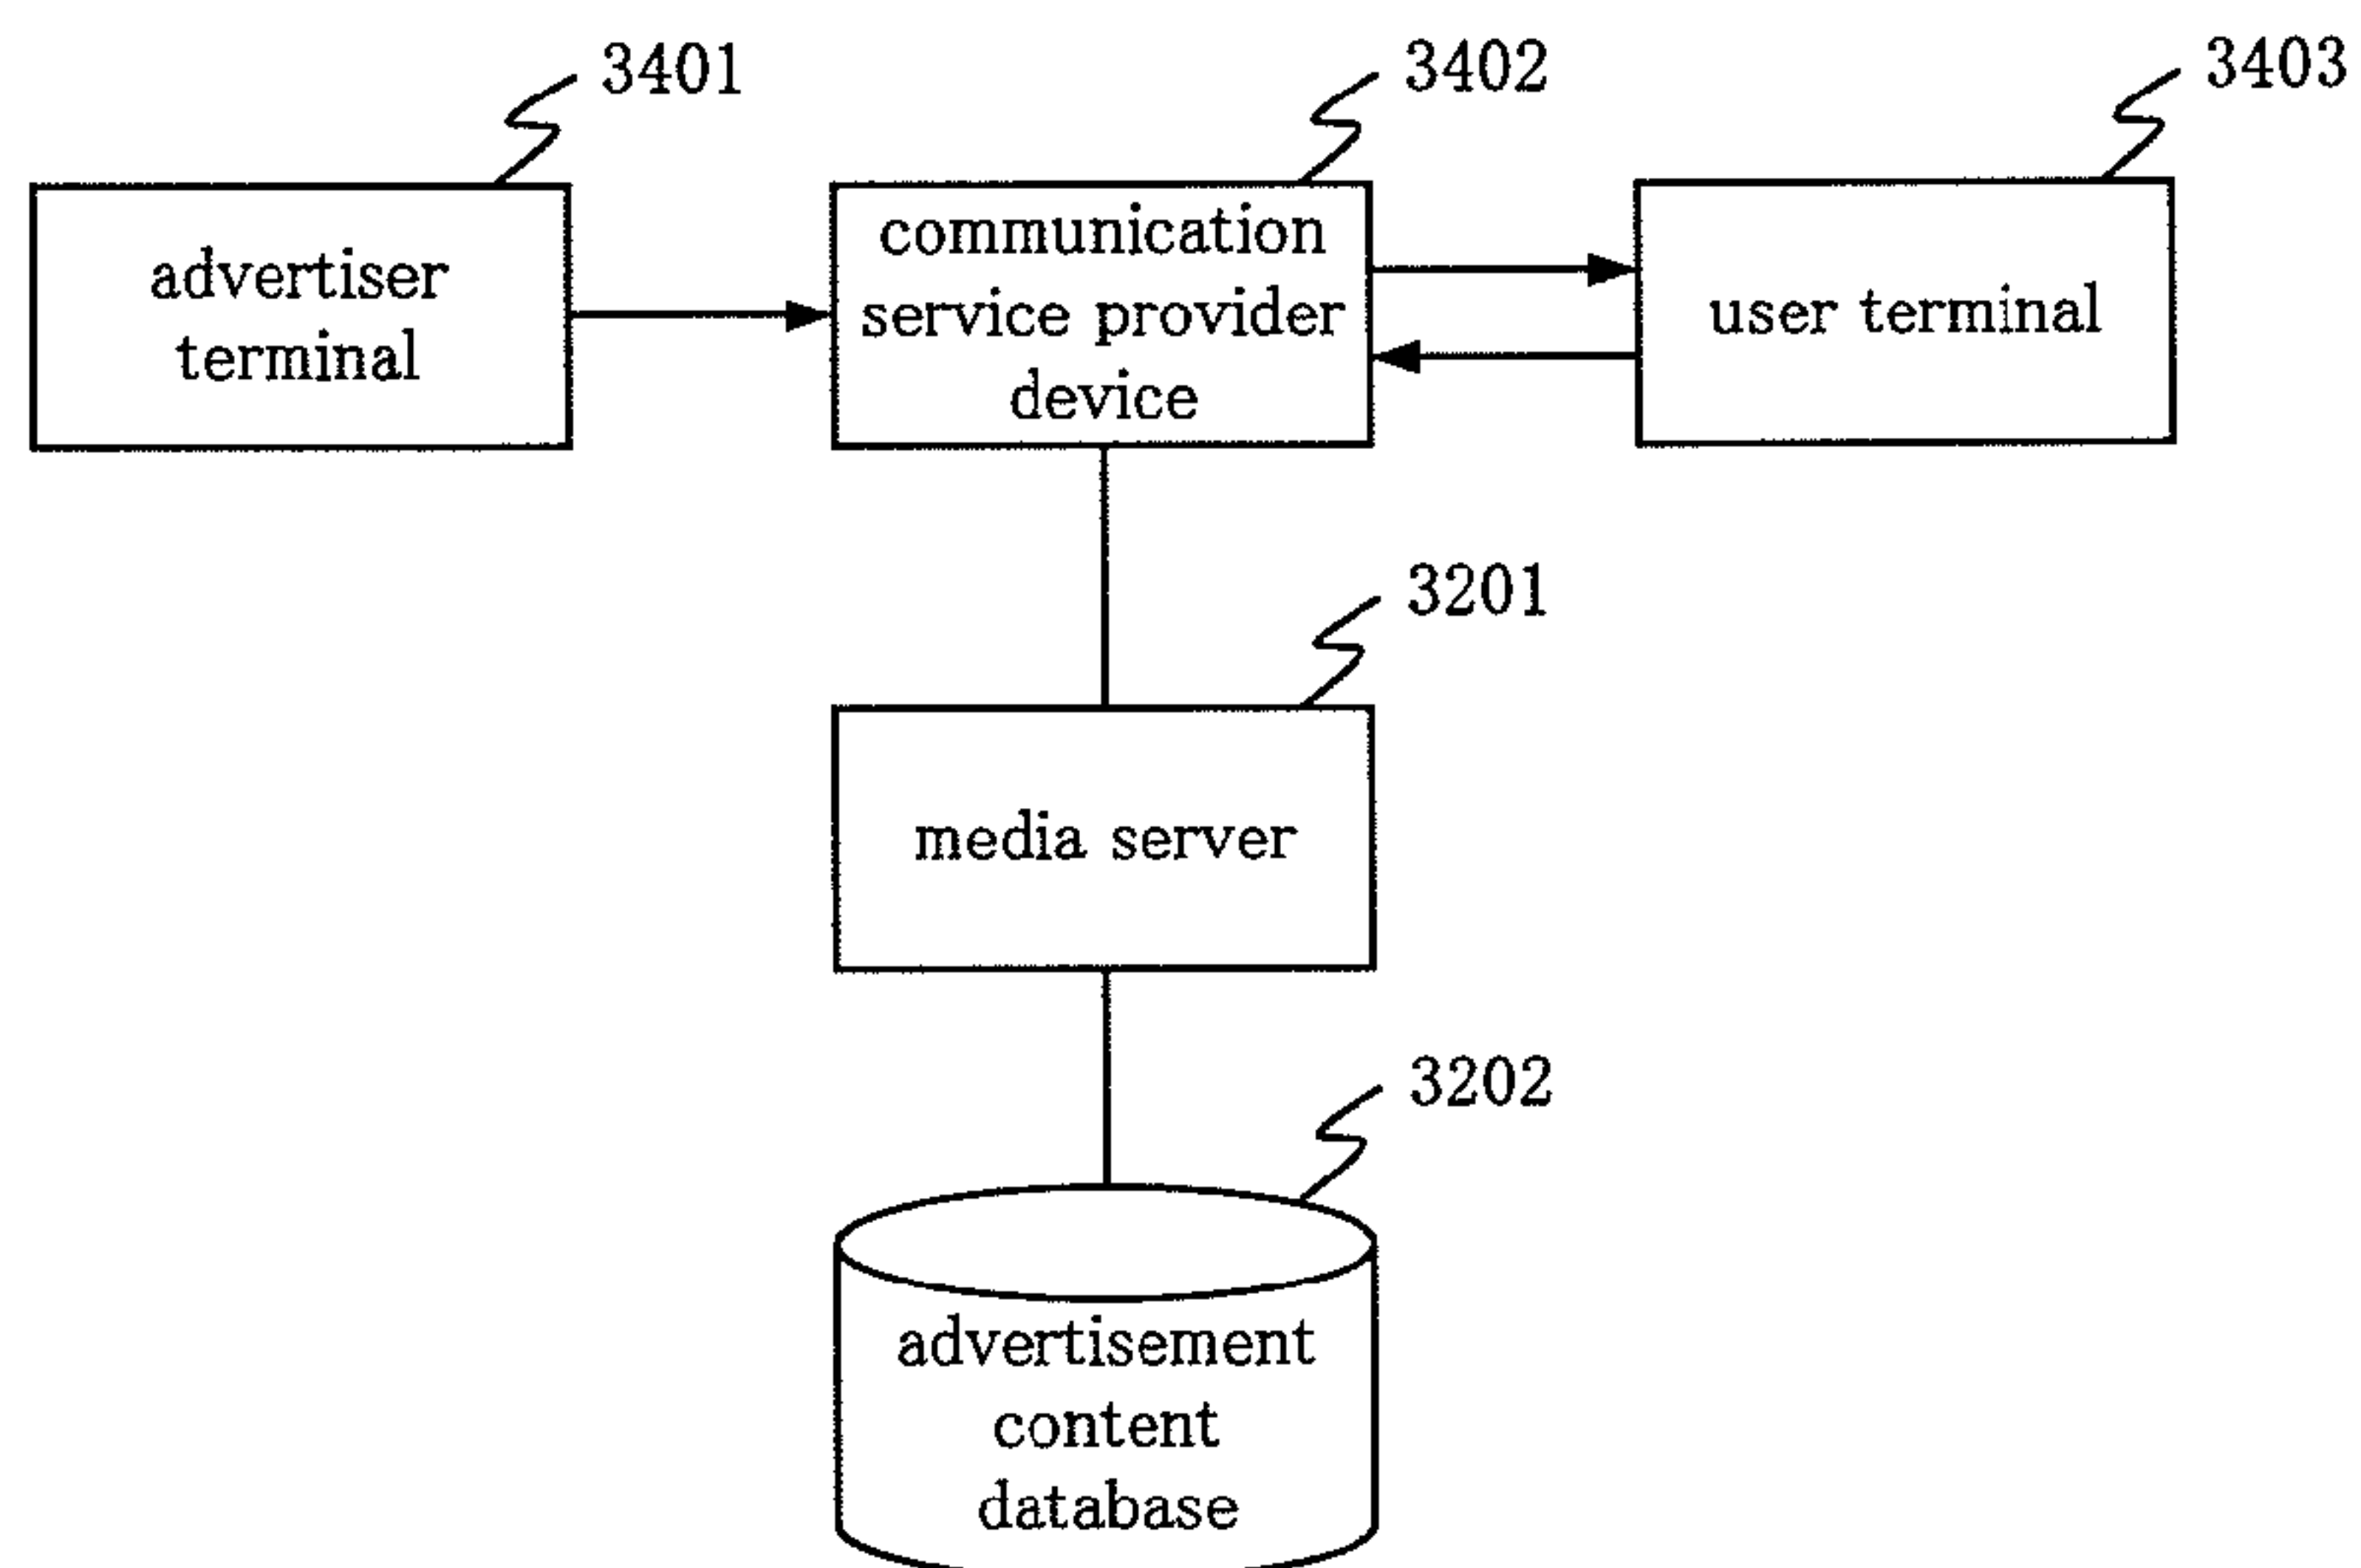 3401
3402
3403
advertiser
terminal
communication
service provider
device
user terminal
3201
media server
3202
advertisement
content
database